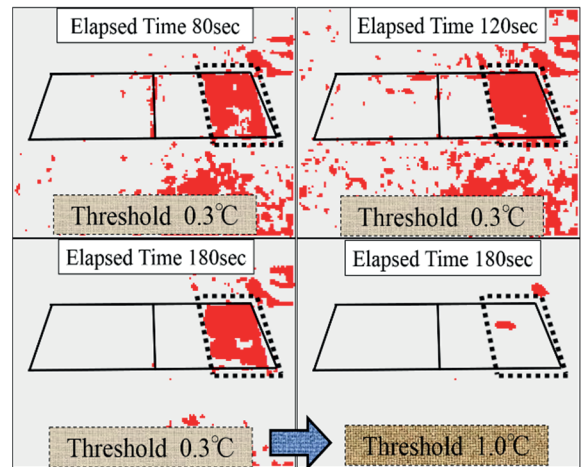 Elapsed Time 80sec
Elapsed Time 120sec
Threshold 0.3℃
Threshold 0.3℃
Elapsed Time 180sec
Elapsed Time 180sec
Threshold 0.3℃
Threshold 1.0℃